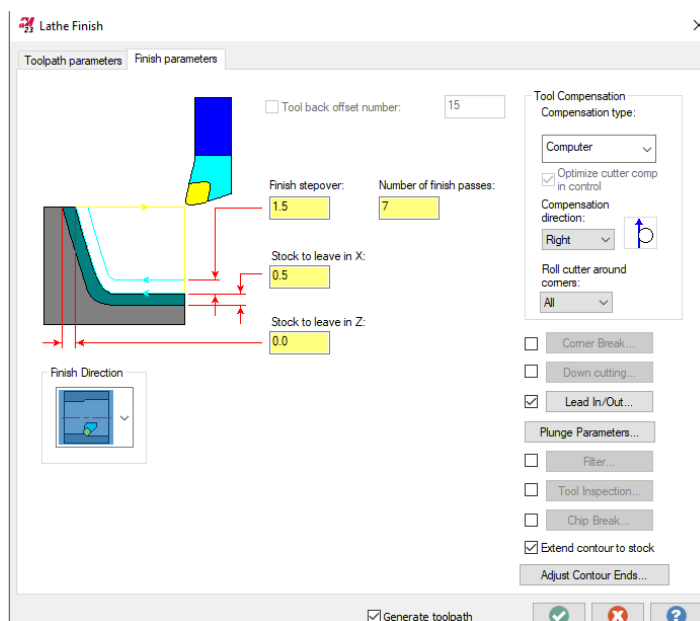 23 Lathe Finish
Toolpath parameters
Finish parameters
Tool back offset number:
15
Finish stepover:
1.5
Number of finish passes:
7
Stock to leave in X:
0.5
Stock to leave in Z:
0.0
Finish Direction
Tool Compensation
Compensation type:
Computer
Optimize cutter comp
in control
Compensation
direction:
Right
Roll cutter around
corners:
All
Corner Break...
Down cutting...
Lead In/Out...
Plunge Parameters...
Filter...
Tool Inspection...
Chip Break...
Extend contour to stock
Adjust Contour Ends...
Generate toolpath
?